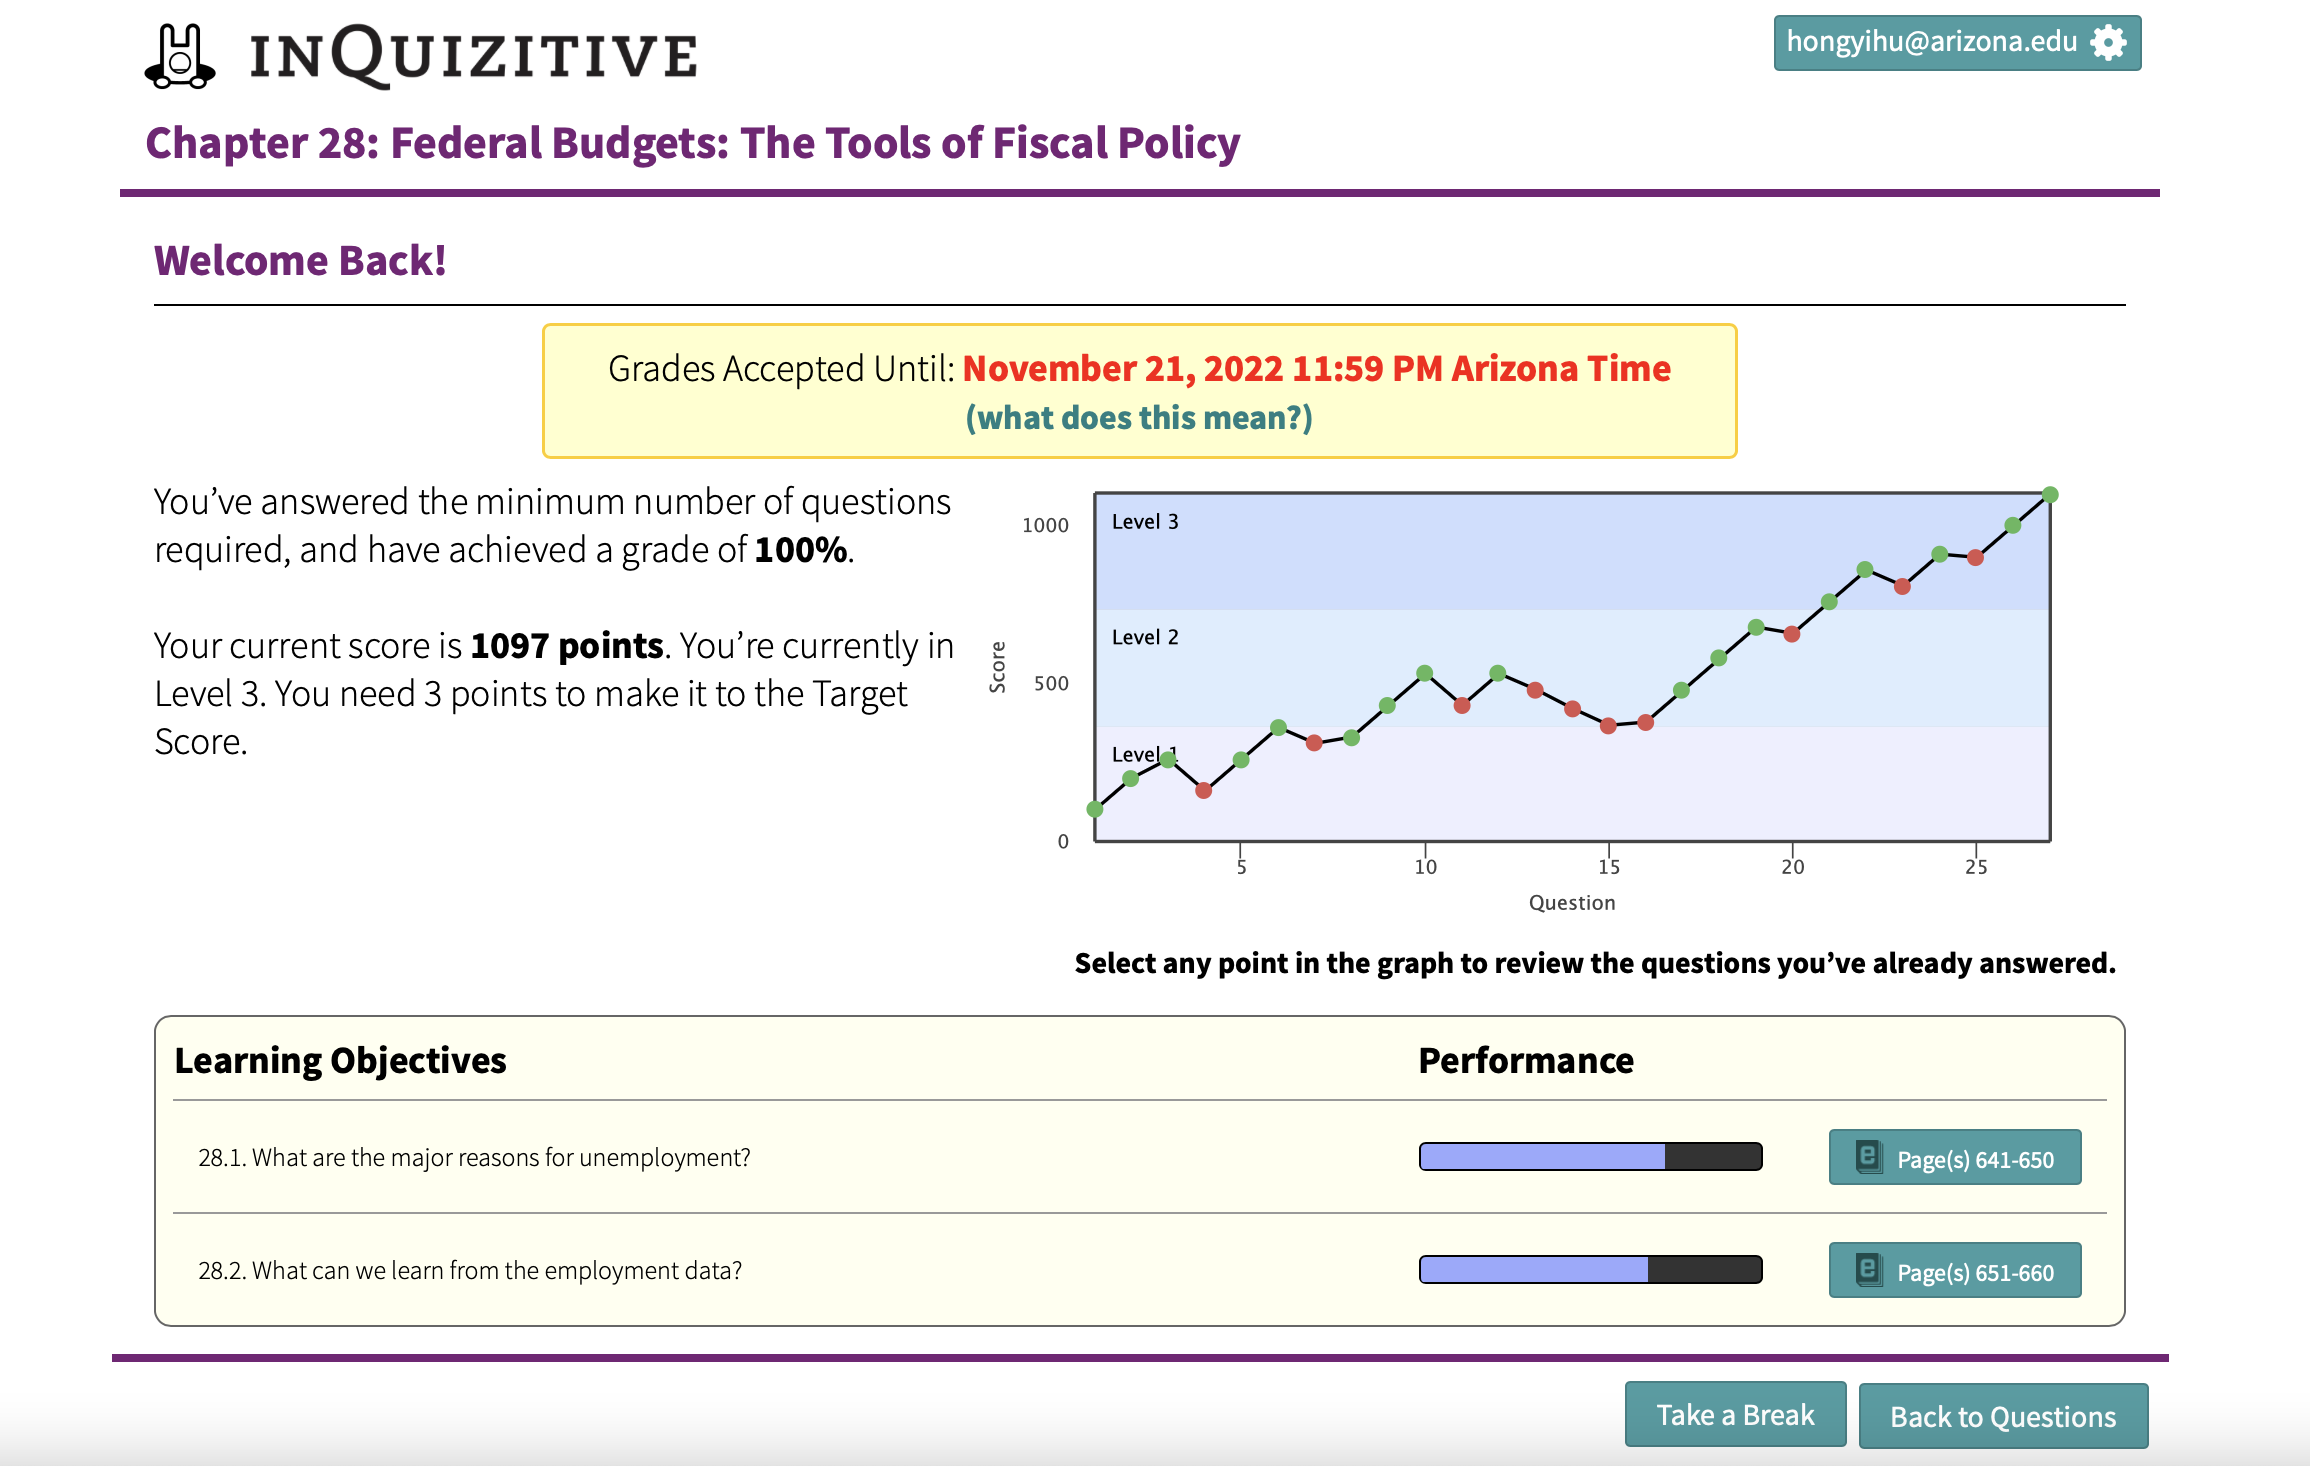 INQUIZITIVE
hongyihu@arizona.edu
Chapter 28: Federal Budgets: The Tools of Fiscal Policy
Welcome Back!
Grades Accepted Until: November 21, 2022 11:59 PM Arizona Time
(what does this mean?)
You’ve answered the minimum number of questions
required, and have achieved a grade of 100%.
Your current score is 1097 points. You’re currently in
Level 3. You need 3 points to make it to the Target
Score.
1000
500
0
Score
Level 3
Level 2
Level 1
5
10
15
20
25
Question
Select any point in the graph to review the questions you’ve already answered.
Learning Objectives
Performance
28.1. What are the major reasons for unemployment?
e Page(s) 641-650
28.2. What can we learn from the employment data?
e Page(s) 651-660
Take a Break
Back to Questions